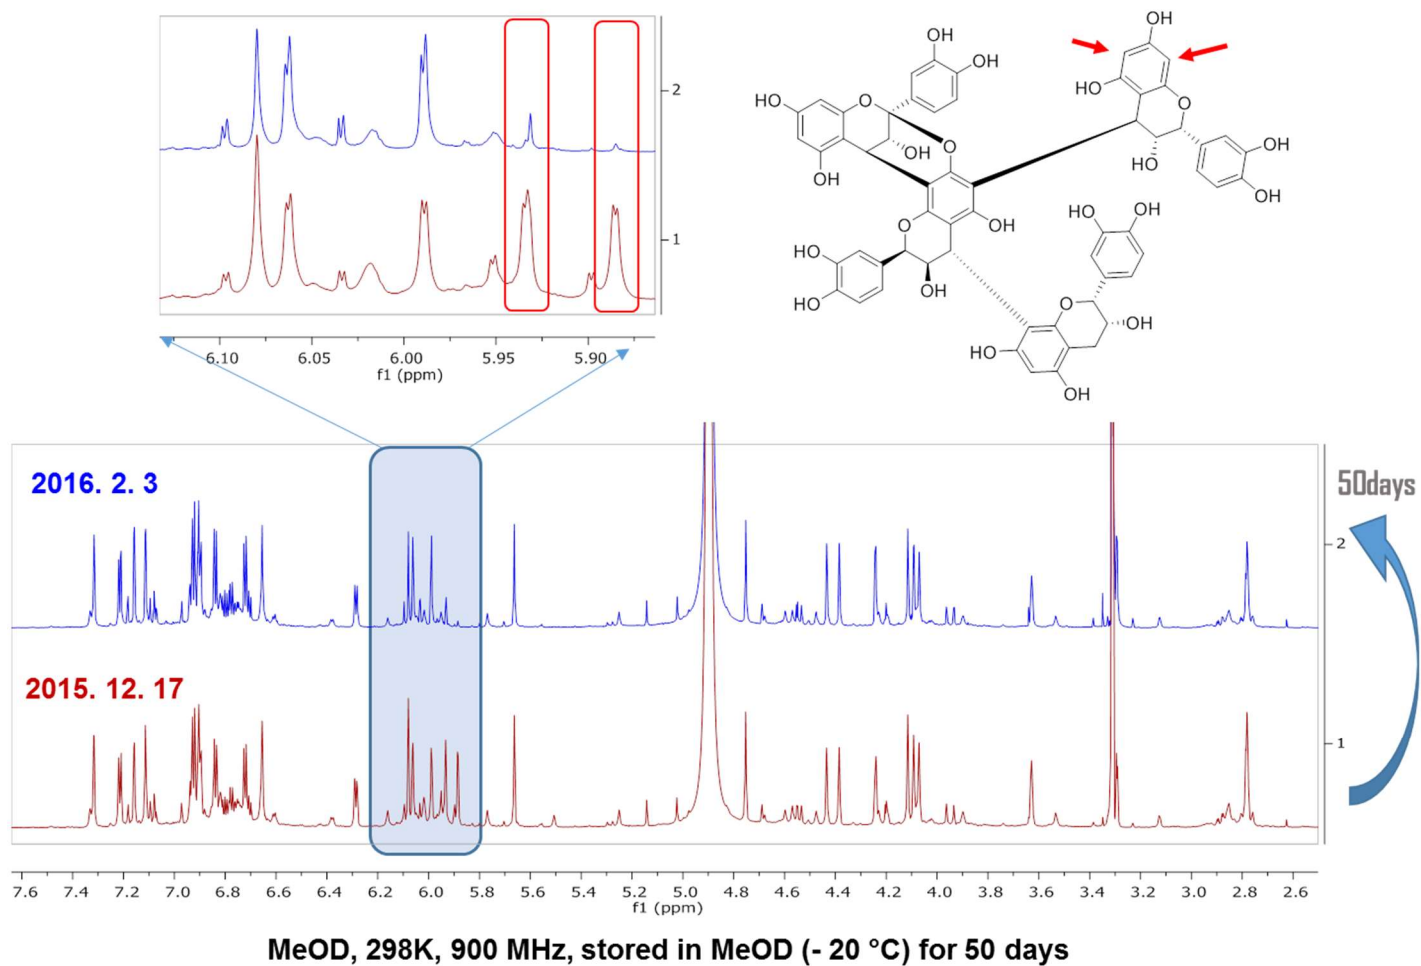 2
1
6.10 6.05 6.00 5.95 5.90
f1 (ppm)
OH
OH
HO
O
OH
OH
O
OH
HO
O
HO
OH
OH
HO
HO
O
OH
OH
HO
OH
O
OH
HO
OH
2016. 2. 3
50days
2
2015. 12. 17
1
7.6 7.4 7.2 7.0 6.8 6.6 6.4 6.2 6.0 5.8 5.6 5.4 5.2 5.0 4.8 4.6 4.4 4.2 4.0 3.8 3.6 3.4 3.2 3.0 2.8 2.6
f1 (ppm)
MeOD, 298K, 900 MHz, stored in MeOD (- 20 °C) for 50 days